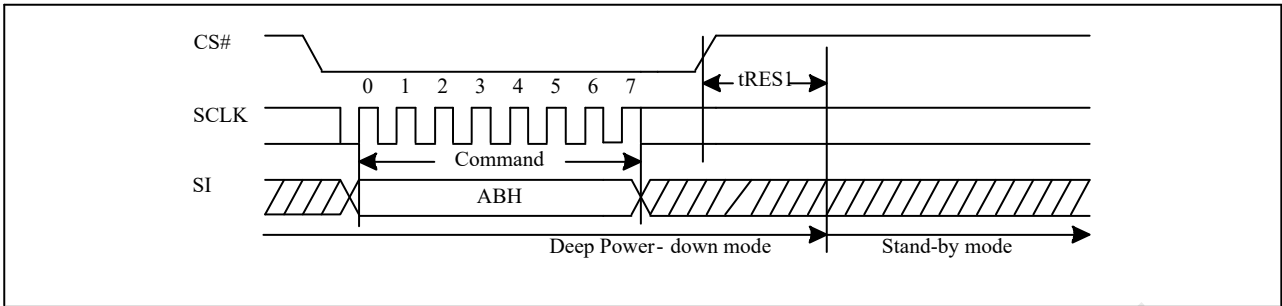 CS#
tRES1
0 1 2 3 4 5 6 7
SCLK
Command
SI
ABH
Deep Power- down mode
Stand-by mode